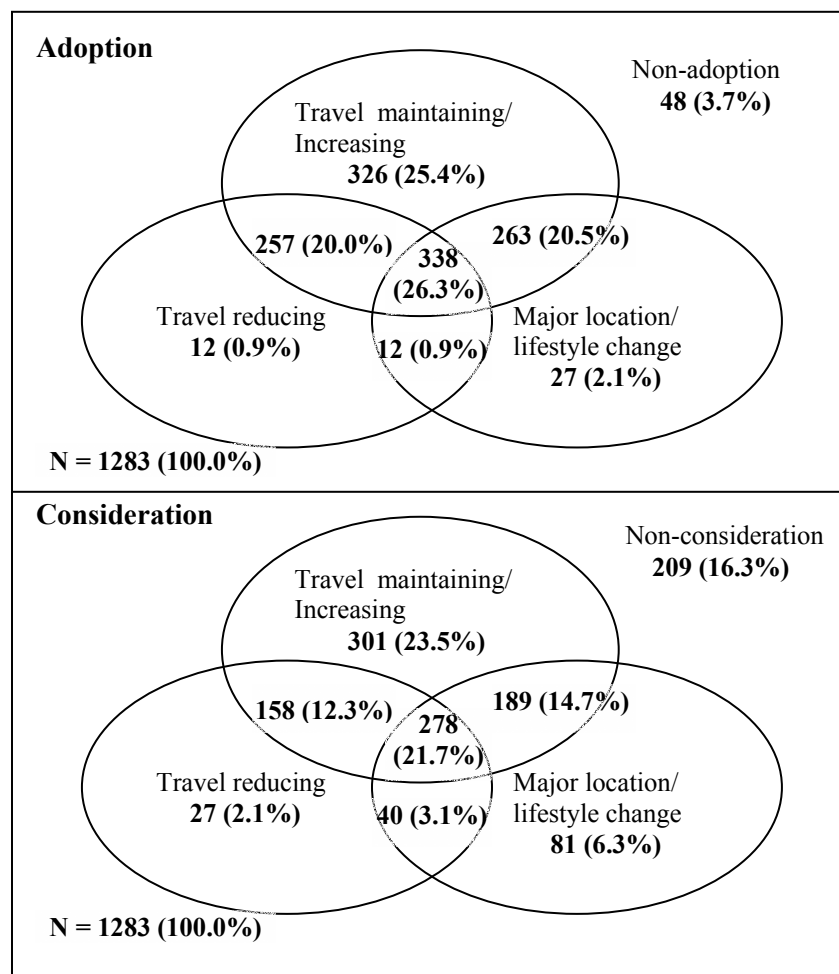 Adoption
Non-adoption
48 (3.7%)
Travel maintaining/
Increasing
326 (25.4%)
257 (20.0%)
338
(26.3%)
263 (20.5%)
Travel reducing
12 (0.9%)
12 (0.9%)
Major location/
lifestyle change
27 (2.1%)
N = 1283 (100.0%)
Consideration
Non-consideration
209 (16.3%)
Travel maintaining/
Increasing
301 (23.5%)
158 (12.3%)
278
(21.7%)
189 (14.7%)
Travel reducing
27 (2.1%)
40 (3.1%)
Major location/
lifestyle change
81 (6.3%)
N = 1283 (100.0%)